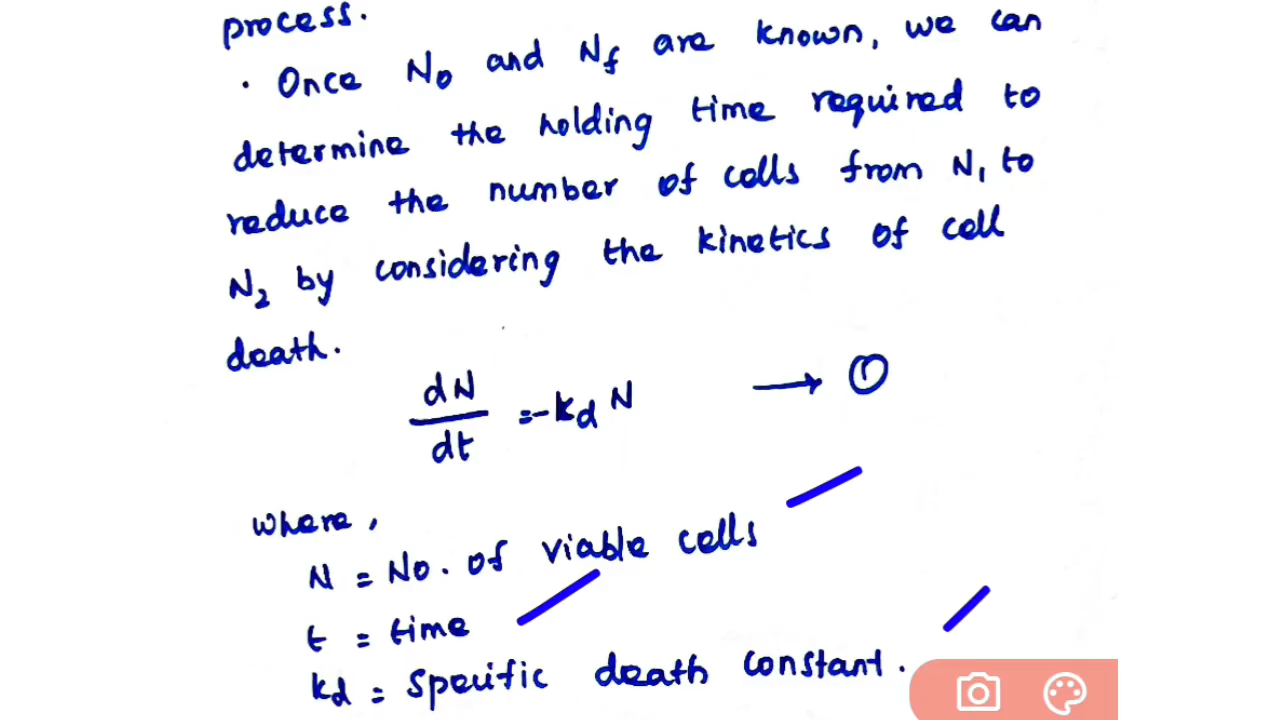 process.
· Once N₀ and Nf are known, we can
determine the holding time required to
reduce the number of cells from N₁ to
N₂ by considering the kinetics of cell
death.
dN/dt = -kd N → ①
where,
N = No. of viable cells
t = time
kd = specific death constant.